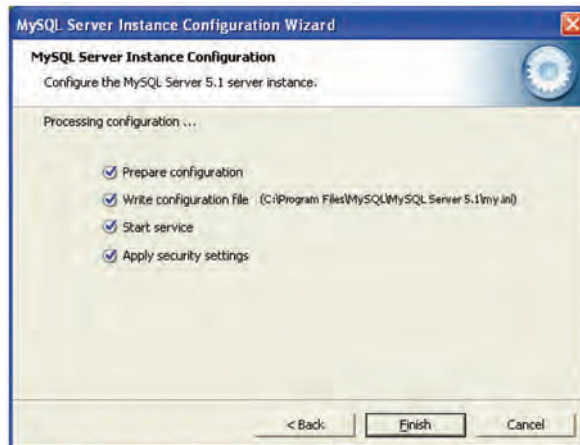 MySQL Server Instance Configuration Wizard
MySQL Server Instance Configuration
Configure the MySQL Server 5.1 server instance.
Processing configuration ...
Prepare configuration
Write configuration file (C:\Program Files\MySQL\MySQL Server 5.1\my.ini)
Start service
Apply security settings
< Back Finish Cancel